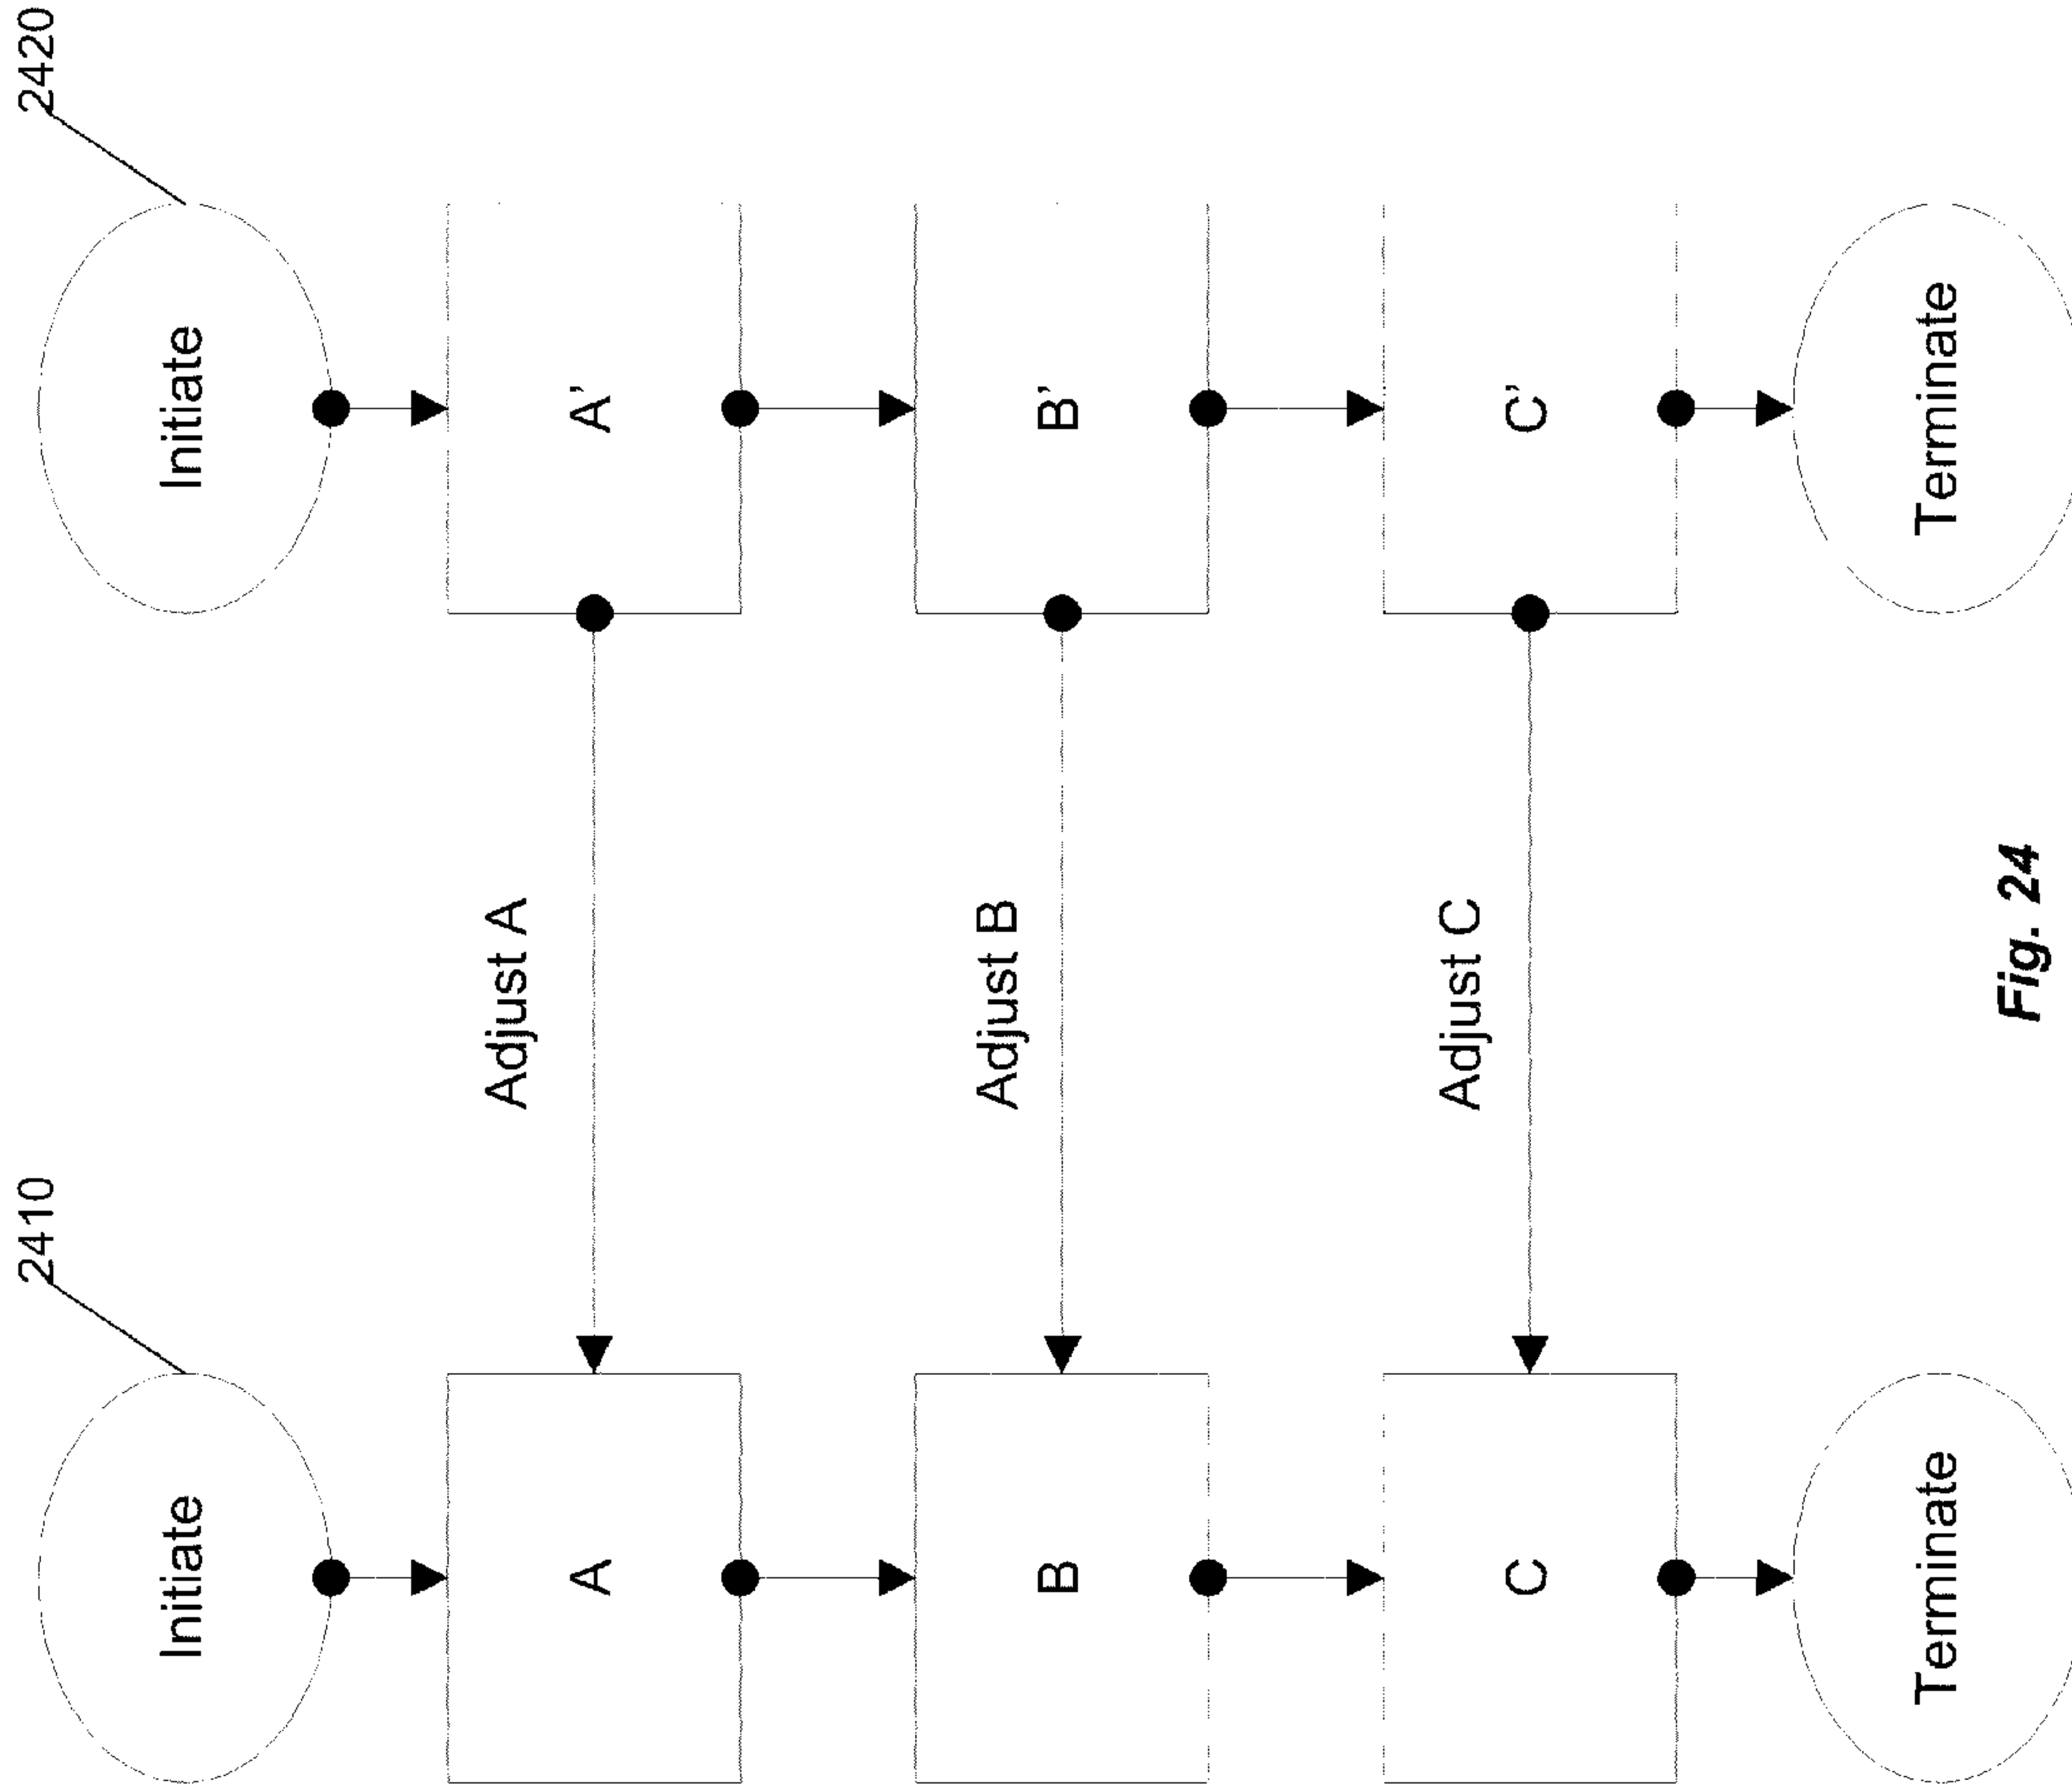 2410
2420
Initiate
Initiate
A
Adjust A
A'
B
Adjust B
B'
C
Adjust C
C'
Terminate
Terminate
Fig. 24